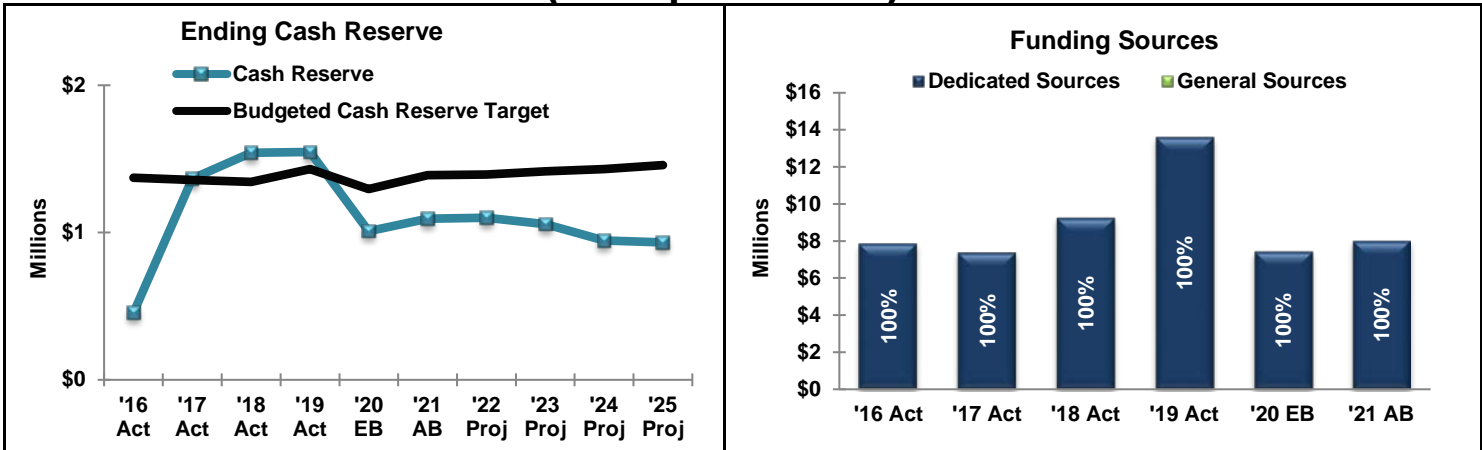 Ending Cash Reserve
Cash Reserve
Budgeted Cash Reserve Target
$2
$1
$0
Millions
'16 Act
'17 Act
'18 Act
'19 Act
'20 EB
'21 AB
'22 Proj
'23 Proj
'24 Proj
'25 Proj
Funding Sources
Dedicated Sources
General Sources
$16
$14
$12
$10
$8
$6
$4
$2
$0
Millions
100%
100%
100%
100%
100%
100%
'16 Act
'17 Act
'18 Act
'19 Act
'20 EB
'21 AB